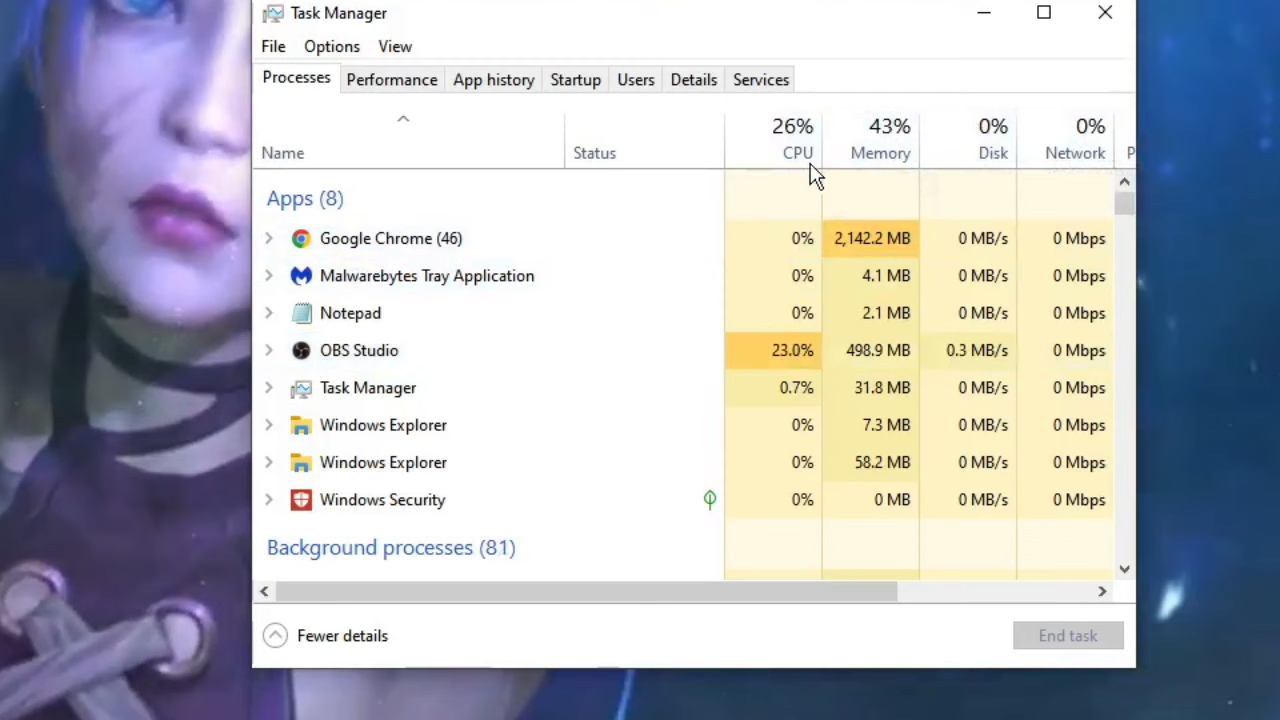 Task Manager
File Options View
Processes Performance App history Startup Users Details Services
26% 43% 0% 0%
Name Status CPU Memory Disk Network P
Apps (8)
Google Chrome (46) 0% 2,142.2 MB 0 MB/s 0 Mbps
Malwarebytes Tray Application 0% 4.1 MB 0 MB/s 0 Mbps
Notepad 0% 2.1 MB 0 MB/s 0 Mbps
OBS Studio 23.0% 498.9 MB 0.3 MB/s 0 Mbps
Task Manager 0.7% 31.8 MB 0 MB/s 0 Mbps
Windows Explorer 0% 7.3 MB 0 MB/s 0 Mbps
Windows Explorer 0% 58.2 MB 0 MB/s 0 Mbps
Windows Security 0% 0 MB 0 MB/s 0 Mbps
Background processes (81)
Fewer details End task